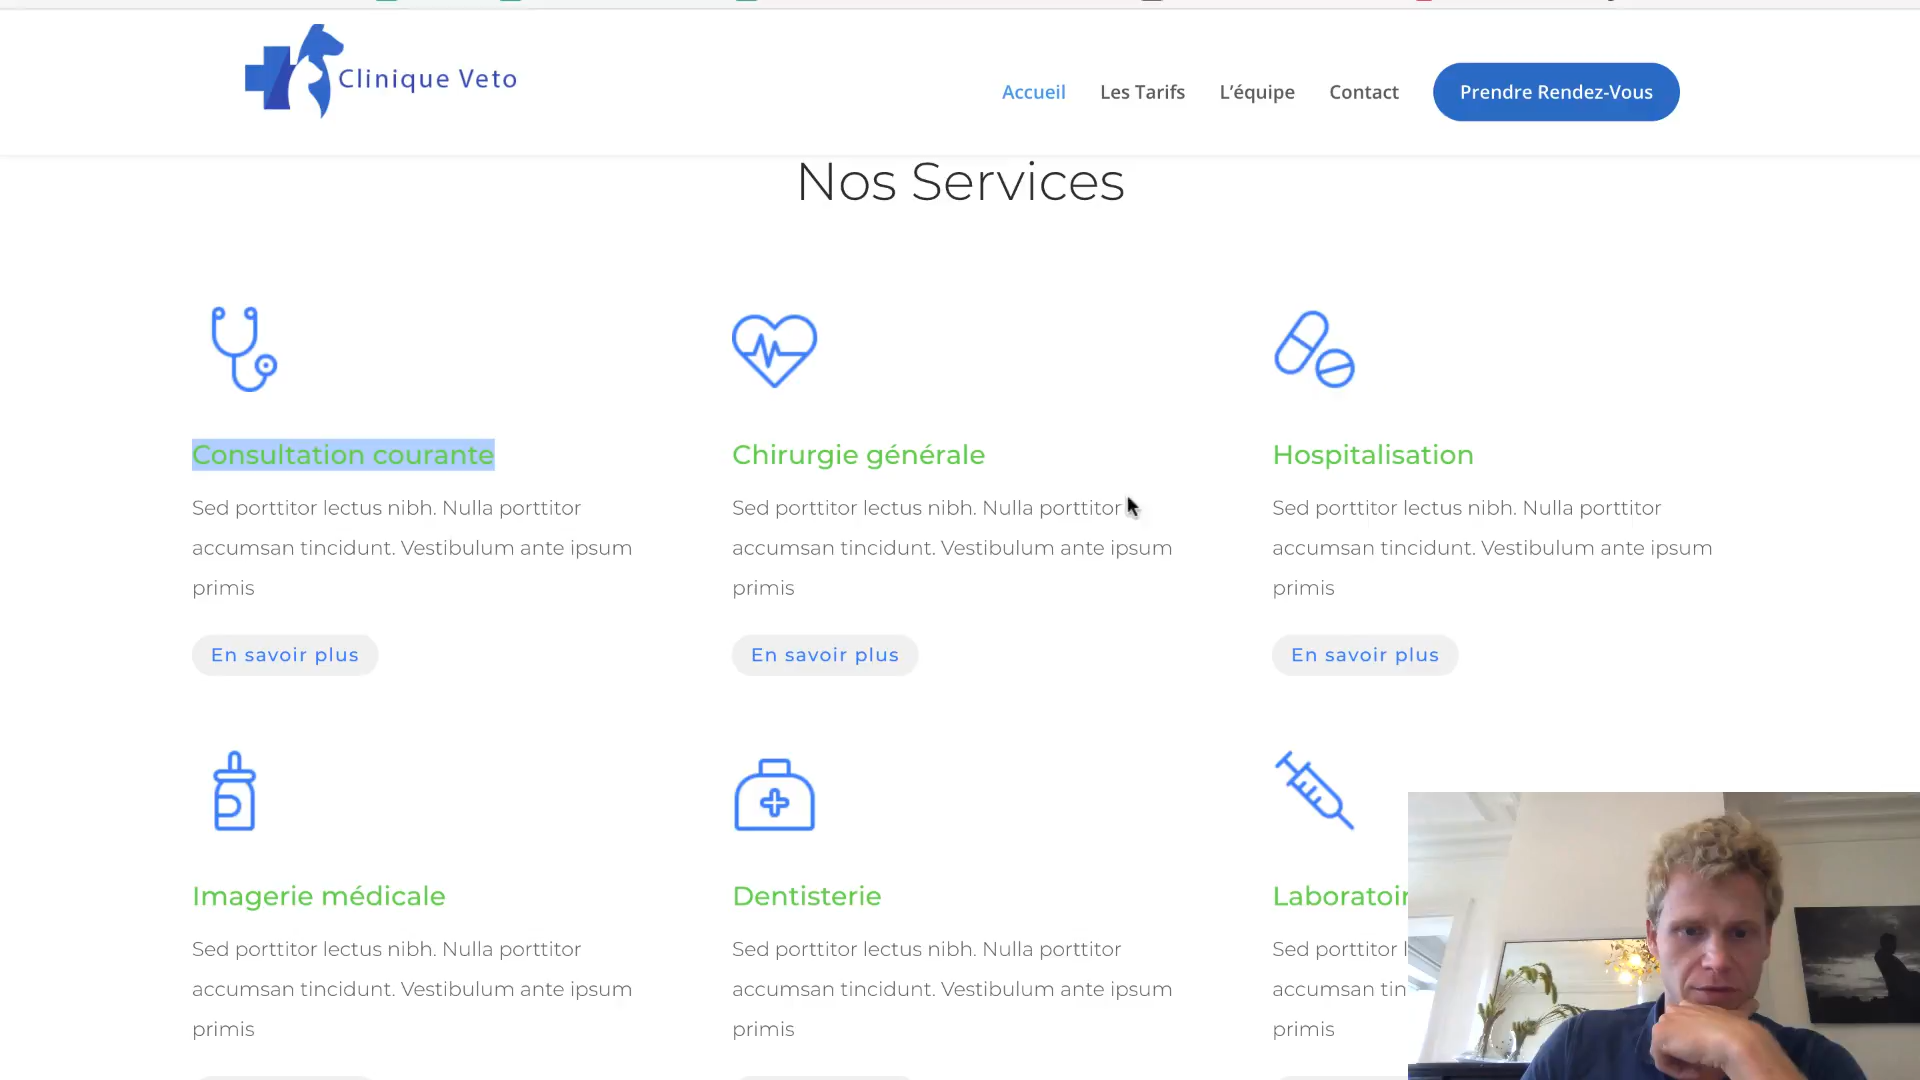 Clinique Veto
Accueil
Les Tarifs
L'équipe
Contact
Prendre Rendez-Vous
Nos Services
Consultation courante
Sed porttitor lectus nibh. Nulla porttitor
accumsan tincidunt. Vestibulum ante ipsum
primis
En savoir plus
Chirurgie générale
Sed porttitor lectus nibh. Nulla porttitor
accumsan tincidunt. Vestibulum ante ipsum
primis
En savoir plus
Hospitalisation
Sed porttitor lectus nibh. Nulla porttitor
accumsan tincidunt. Vestibulum ante ipsum
primis
En savoir plus
Imagerie médicale
Sed porttitor lectus nibh. Nulla porttitor
accumsan tincidunt. Vestibulum ante ipsum
primis
Dentisterie
Sed porttitor lectus nibh. Nulla porttitor
accumsan tincidunt. Vestibulum ante ipsum
primis
Laboratoir
Sed porttitor
accumsan tin
primis